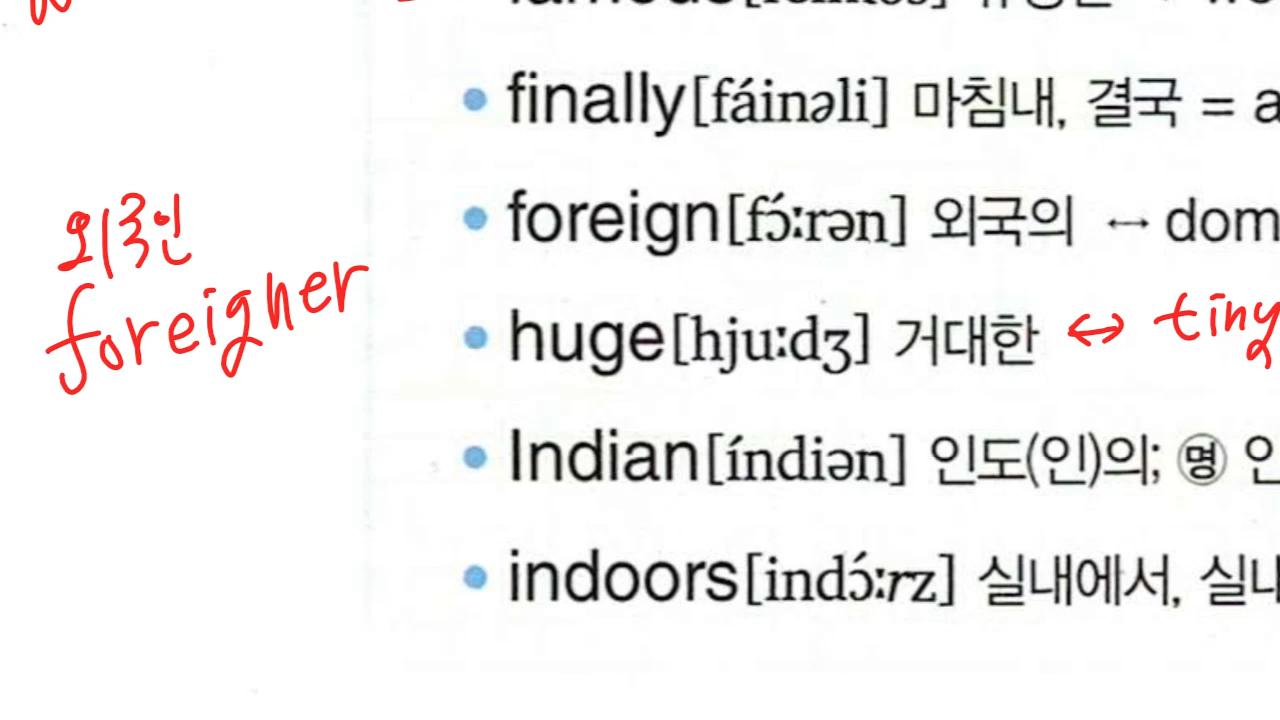 finally[fáinəli] 마침내, 결국 = a
foreign[fɔ́ːrən] 외국의 ↔ dom
외국인
foreigner
huge[hjuːdʒ] 거대한 ↔ tiny
Indian[índiən] 인도(인)의; 명 인
indoors[indɔ́ːrz] 실내에서, 실내